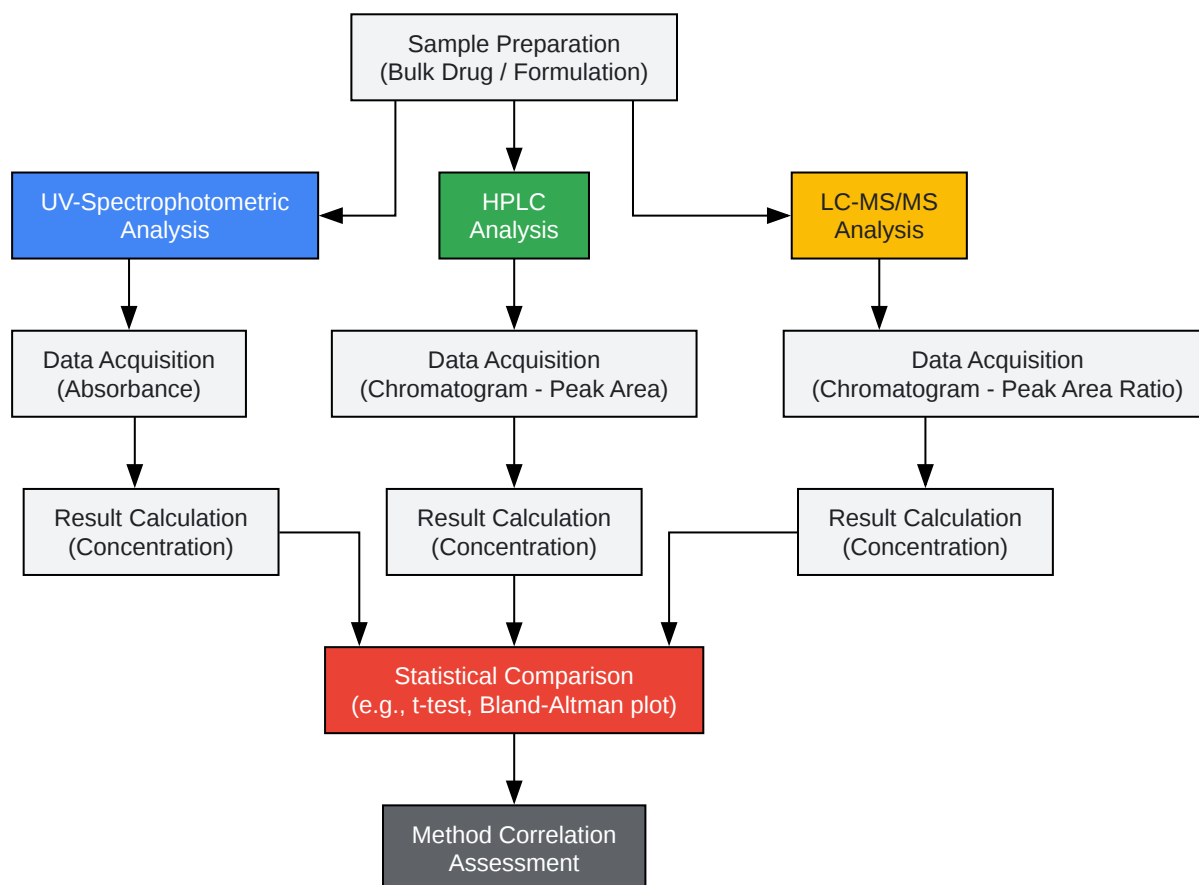 Sample Preparation
(Bulk Drug / Formulation)
UV-Spectrophotometric
Analysis
HPLC
Analysis
LC-MS/MS
Analysis
Data Acquisition
(Absorbance)
Data Acquisition
(Chromatogram - Peak Area)
Data Acquisition
(Chromatogram - Peak Area Ratio)
Result Calculation
(Concentration)
Result Calculation
(Concentration)
Result Calculation
(Concentration)
Statistical Comparison
(e.g., t-test, Bland-Altman plot)
Method Correlation
Assessment